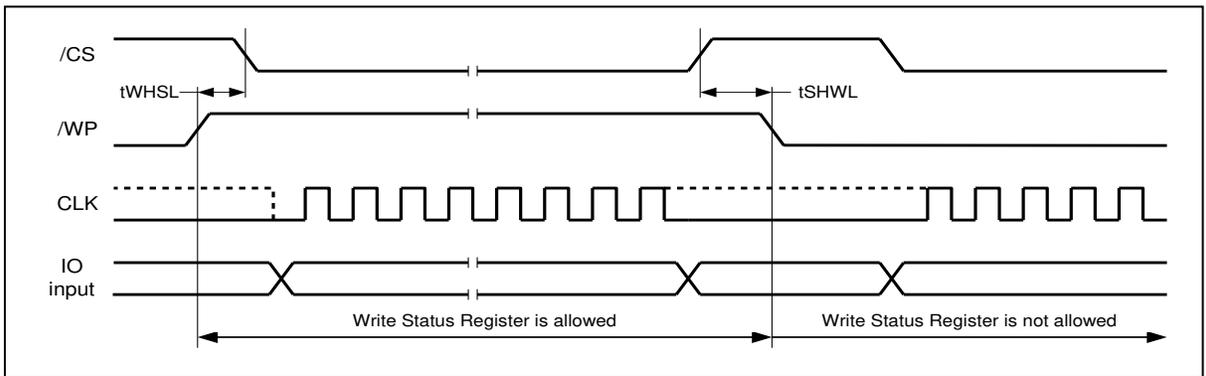 /CS
tWHSL
tSHWL
/WP
CLK
IO
input
Write Status Register is allowed
Write Status Register is not allowed